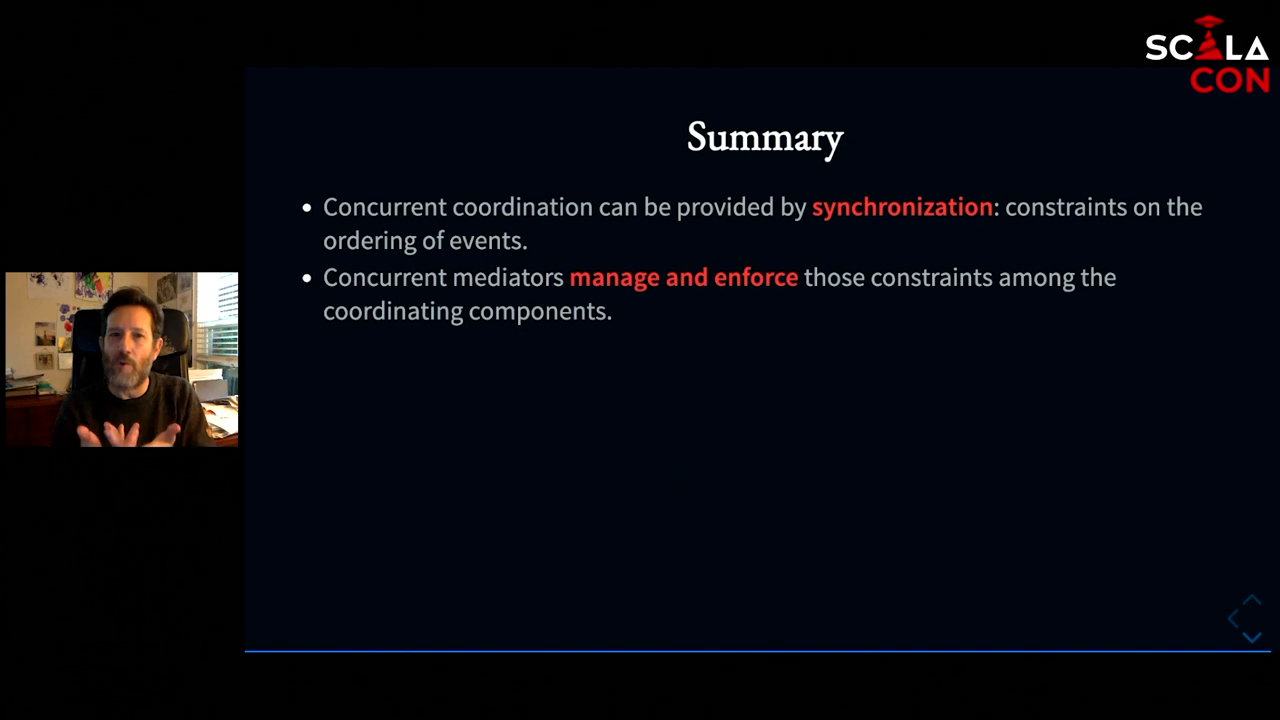 SCALA
CON
Summary
Concurrent coordination can be provided by synchronization: constraints on the
ordering of events.
Concurrent mediators manage and enforce those constraints among the
coordinating components.